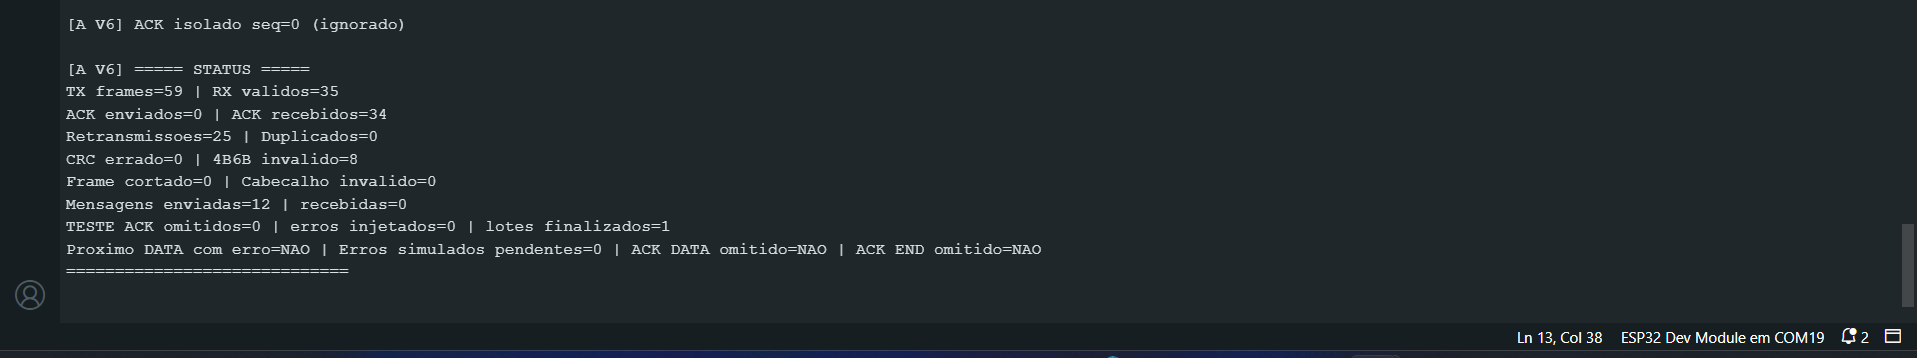 [A V6] ACK isolado seq=0 (ignorado)
[A V6] ===== STATUS =====
TX frames=59 | RX validos=35
ACK enviados=0 | ACK recebidos=34
Retransmissoes=25 | Duplicados=0
CRC errado=0 | 4B6B invalido=8
Frame cortado=0 | Cabecalho invalido=0
Mensagens enviadas=12 | recebidas=0
TESTE ACK omitidos=0 | erros injetados=0 | lotes finalizados=1
Proximo DATA com erro=NAO | Erros simulados pendentes=0 | ACK DATA omitido=NAO | ACK END omitido=NAO
=============================
Ln 13, Col 38 ESP32 Dev Module em COM19 2